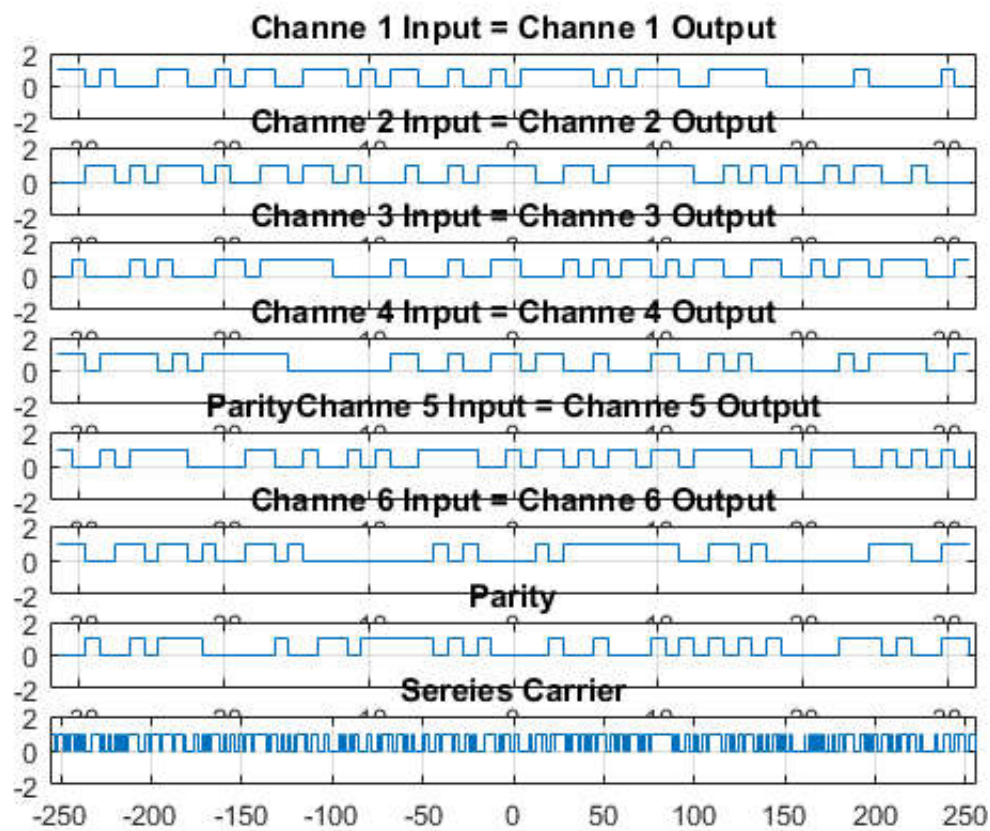 Channe 1 Input = Channe 1 Output
2
0
-2
Channe 2 Input = Channe 2 Output
2
0
-2
Channe 3 Input = Channe 3 Output
2
0
-2
Channe 4 Input = Channe 4 Output
2
0
-2
ParityChanne 5 Input = Channe 5 Output
2
0
-2
Channe 6 Input = Channe 6 Output
2
0
-2
Parity
2
0
-2
Sereies Carrier
2
0
-2
-250 -200 -150 -100 -50 0 50 100 150 200 250